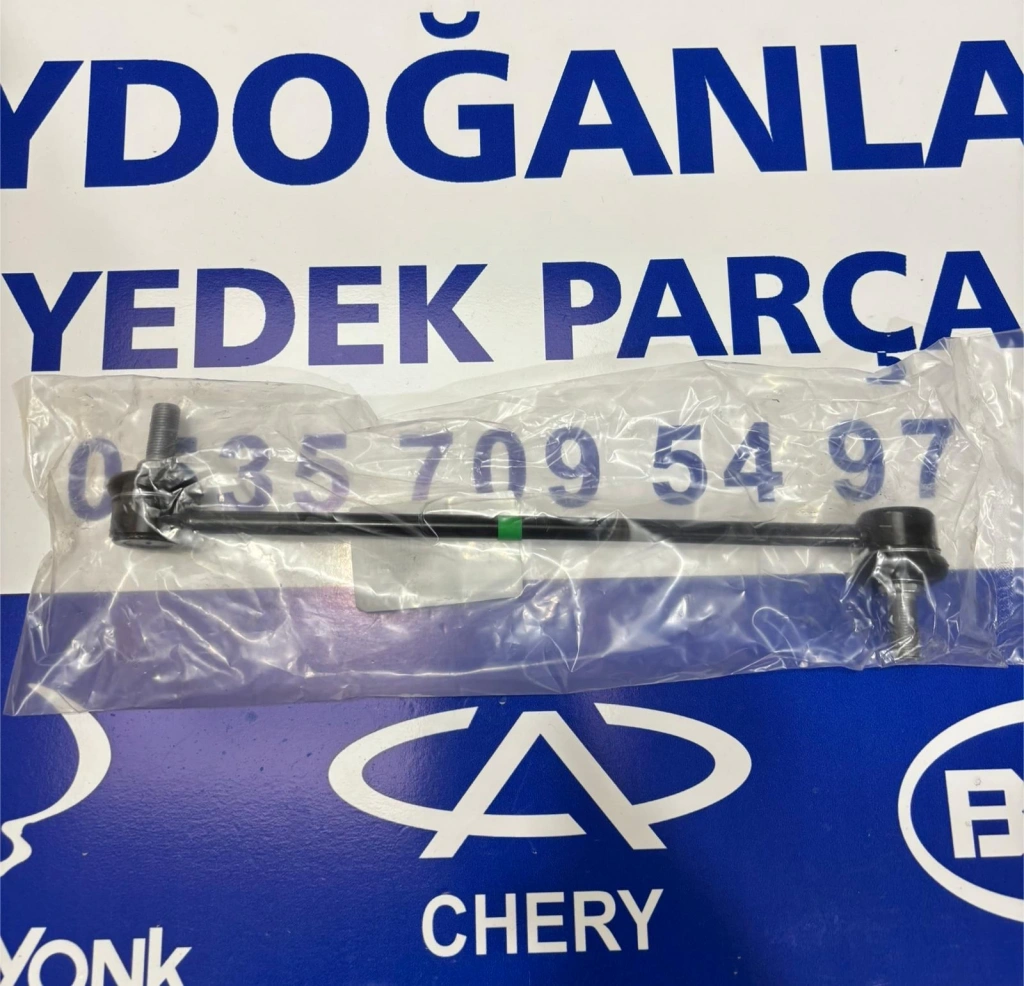 YDOĞANLA
YEDEK PARÇA
0535 709 54 97
CHERY
YONK